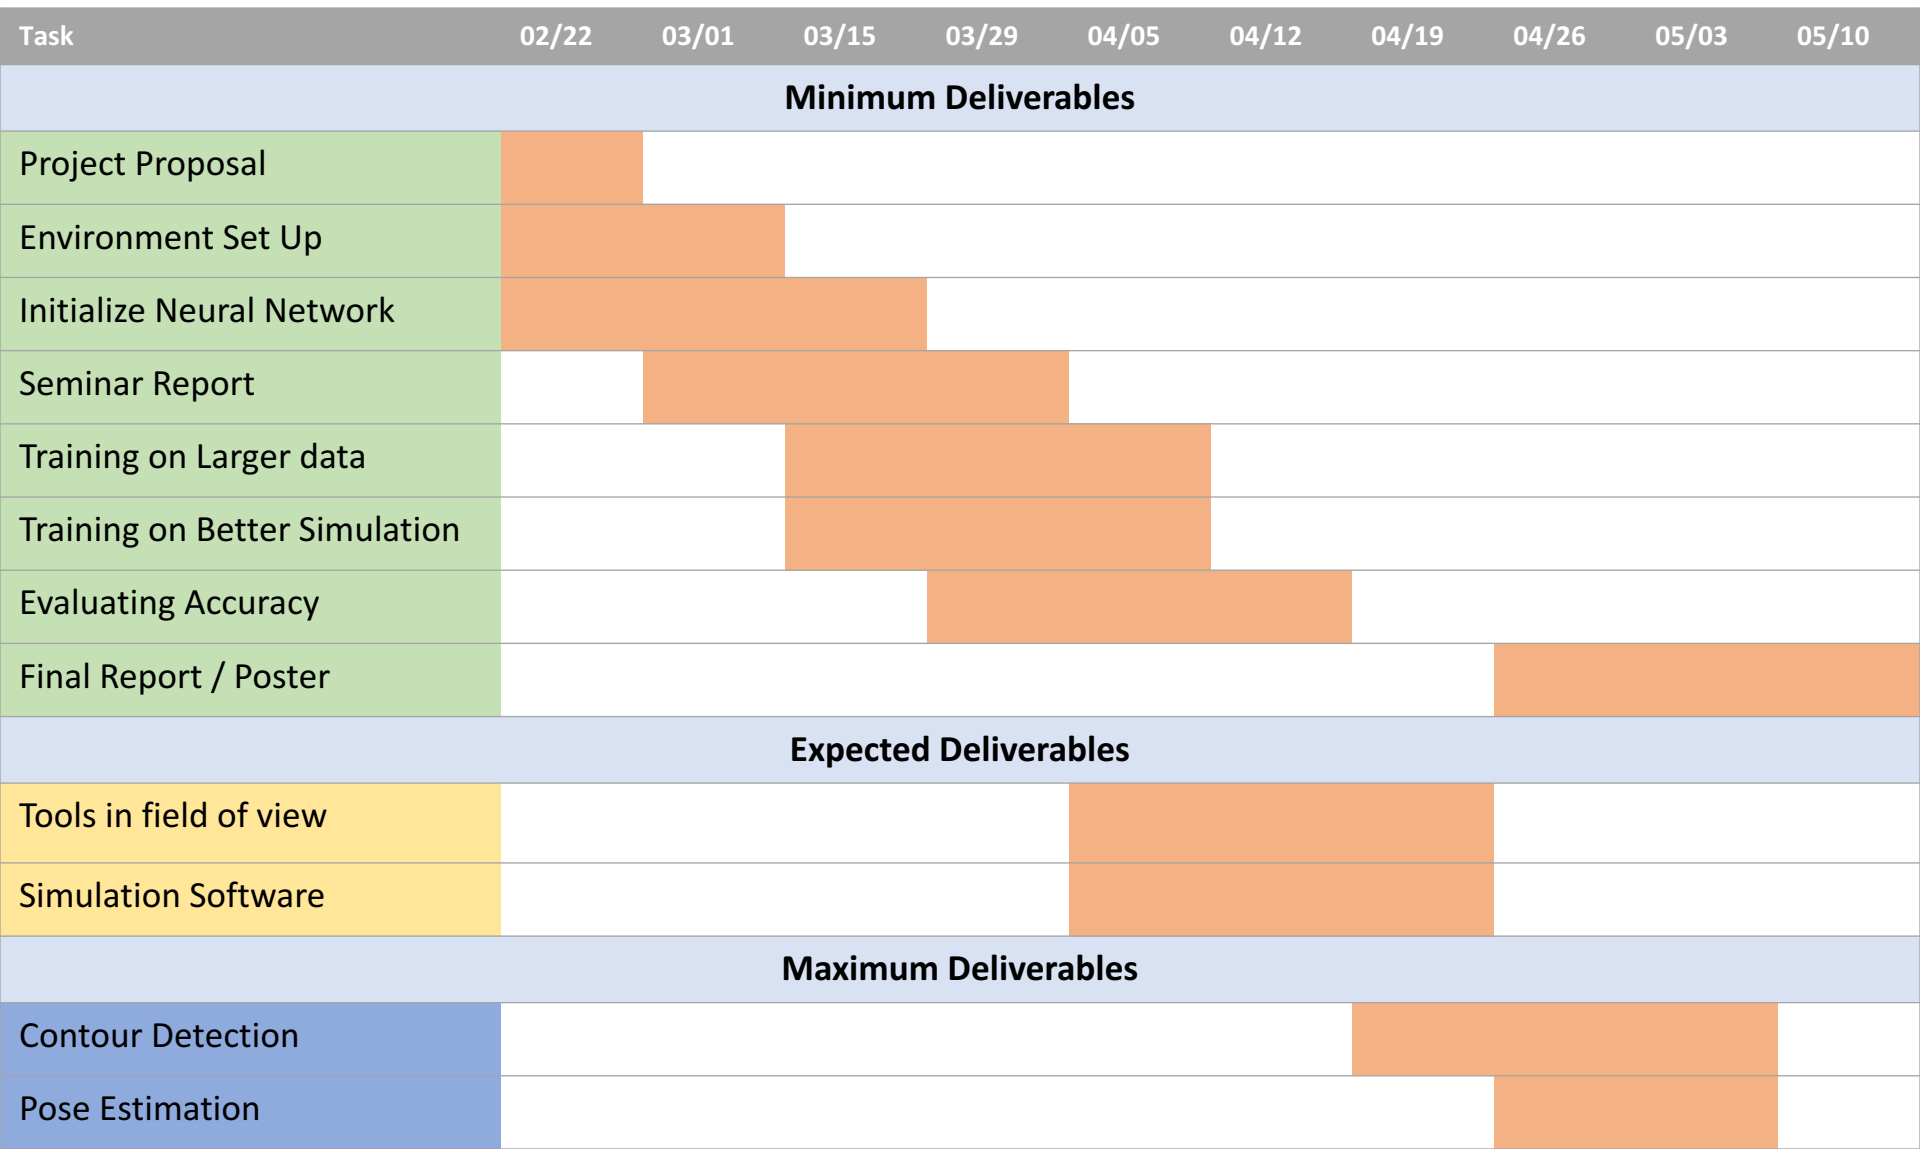 Task 02/22 03/01 03/15 03/29 04/05 04/12 04/19 04/26 05/03 05/10
Minimum Deliverables
Project Proposal
Environment Set Up
Initialize Neural Network
Seminar Report
Training on Larger data
Training on Better Simulation
Evaluating Accuracy
Final Report / Poster
Expected Deliverables
Tools in field of view
Simulation Software
Maximum Deliverables
Contour Detection
Pose Estimation